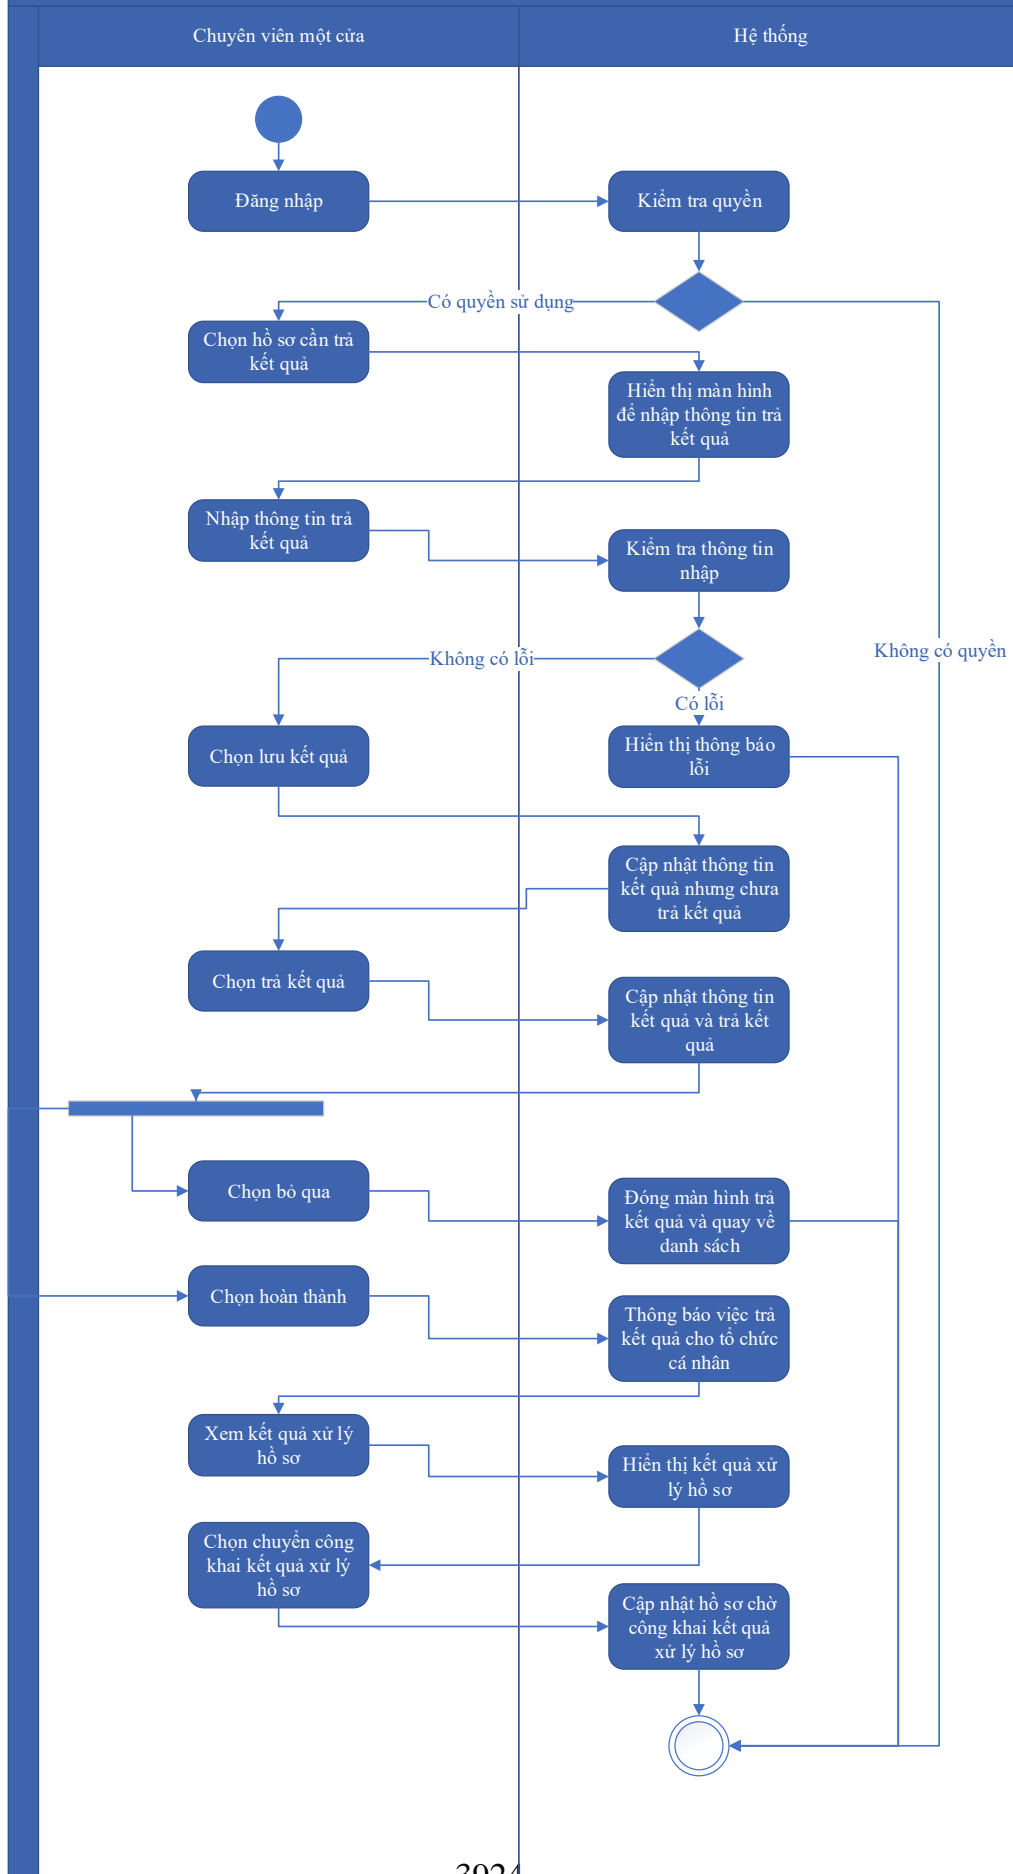 Chuyên viên một cửa
Hệ thống
Đăng nhập
Kiểm tra quyền
Có quyền sử dụng
Chọn hồ sơ cần trả
kết quả
Hiển thị màn hình
để nhập thông tin trả
kết quả
Nhập thông tin trả
kết quả
Kiểm tra thông tin
nhập
Không có quyền
Không có lỗi
Có lỗi
Chọn lưu kết quả
Hiển thị thông báo
lỗi
Cập nhật thông tin
kết quả nhưng chưa
trả kết quả
Chọn trả kết quả
Cập nhật thông tin
kết quả và trả kết
quả
Chọn bỏ qua
Đóng màn hình trả
kết quả và quay về
danh sách
Chọn hoàn thành
Thông báo việc trả
kết quả cho tổ chức
cá nhân
Xem kết quả xử lý
hồ sơ
Hiển thị kết quả xử
lý hồ sơ
Chọn chuyển công
khai kết quả xử lý
hồ sơ
Cập nhật hồ sơ chờ
công khai kết quả
xử lý hồ sơ
3924